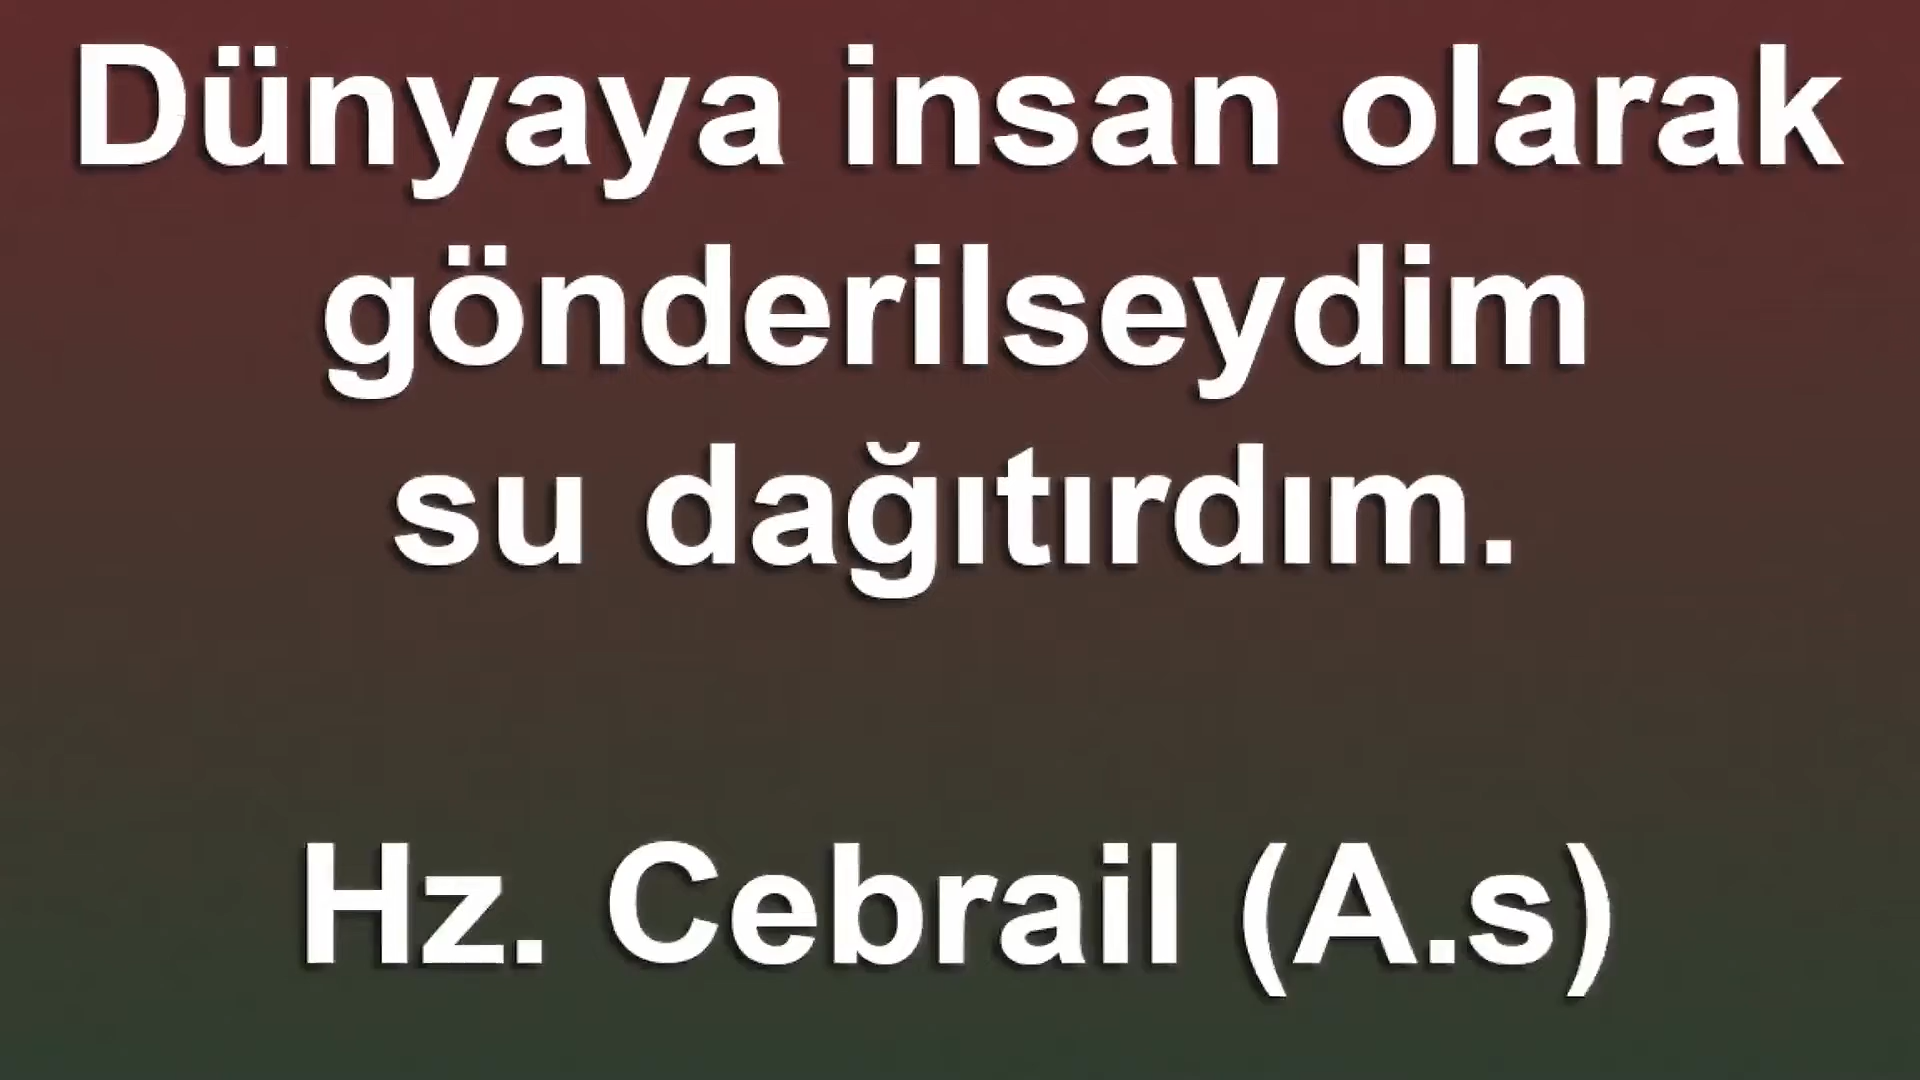 Dünyaya insan olarak
gönderilseydim
su dağıtırdım.
Hz. Cebrail (A.s)